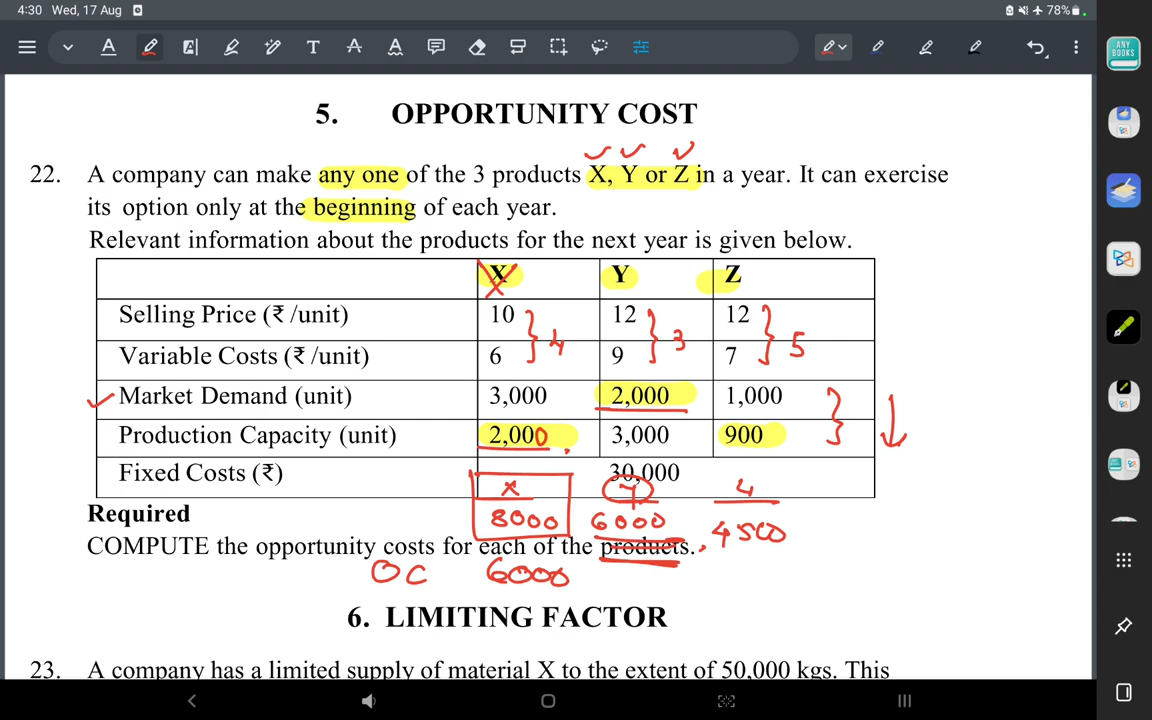 4:30 Wed, 17 Aug
78%
ANY BOOKS
5. OPPORTUNITY COST
22. A company can make any one of the 3 products X, Y or Z in a year. It can exercise
its option only at the beginning of each year.
Relevant information about the products for the next year is given below.
X Y Z
Selling Price (₹ /unit) 10 12 12
4 3 5
Variable Costs (₹ /unit) 6 9 7
Market Demand (unit) 3,000 2,000 1,000
Production Capacity (unit) 2,000 3,000 900
Fixed Costs (₹) 30,000
x Y 4
Required
8000 6000 4500
COMPUTE the opportunity costs for each of the products.
OC 6000
6. LIMITING FACTOR
23. A company has a limited supply of material X to the extent of 50,000 kgs. This